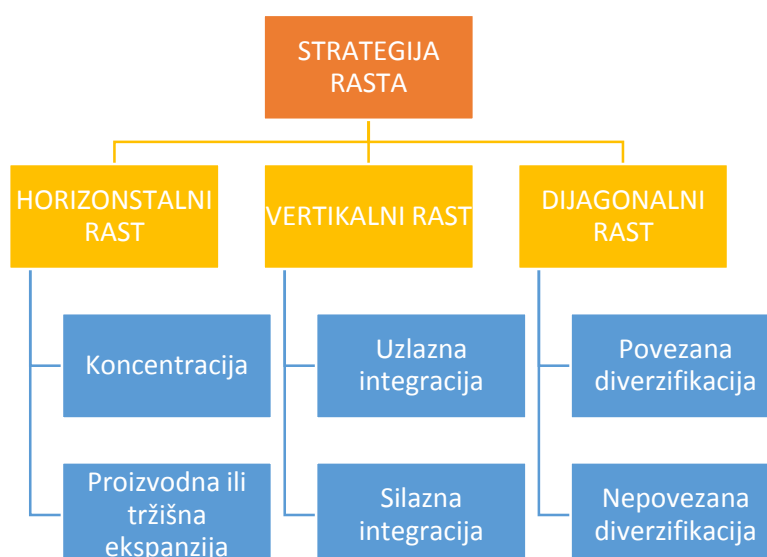 STRATEGIJA
RASTA
HORIZONSTALNI
RAST
VERTIKALNI RAST
DIJAGONALNI
RAST
Koncentracija
Uzlazna
integracija
Povezana
diverzifikacija
Proizvodna ili
tržišna
ekspanzija
Silazna
integracija
Nepovezana
diverzifikacija